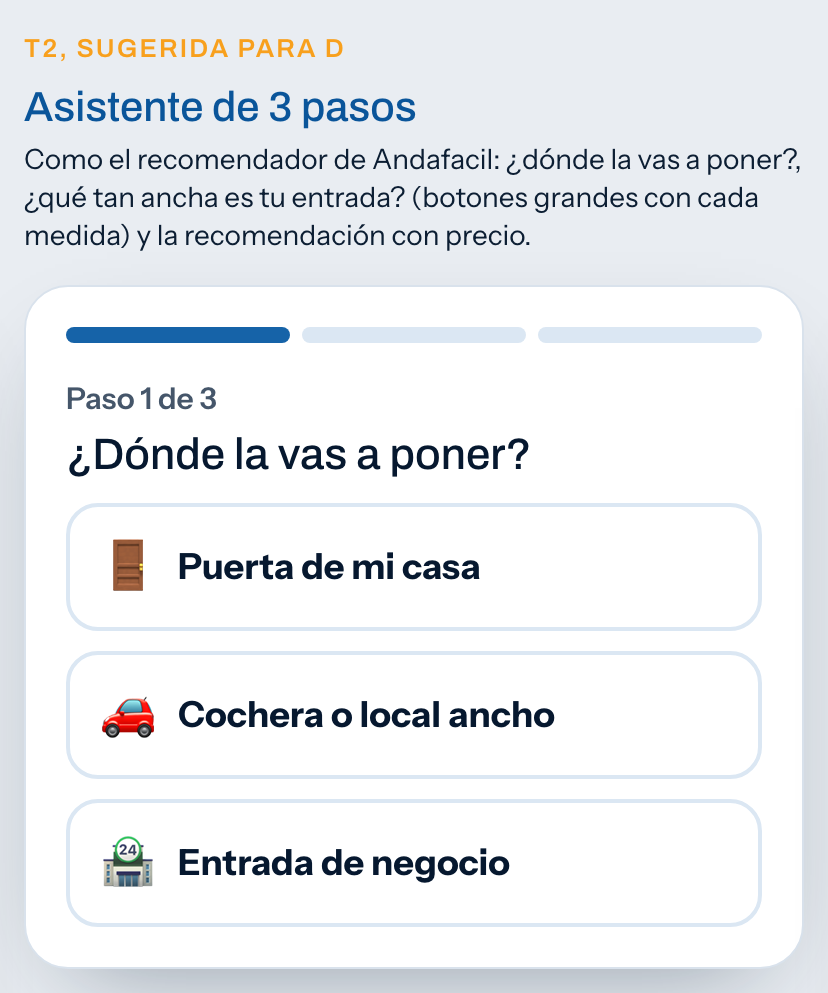 T2, SUGERIDA PARA D
Asistente de 3 pasos
Como el recomendador de Andafacil: ¿dónde la vas a poner?,
¿qué tan ancha es tu entrada? (botones grandes con cada
medida) y la recomendación con precio.
Paso 1 de 3
¿Dónde la vas a poner?
Puerta de mi casa
Cochera o local ancho
24
Entrada de negocio